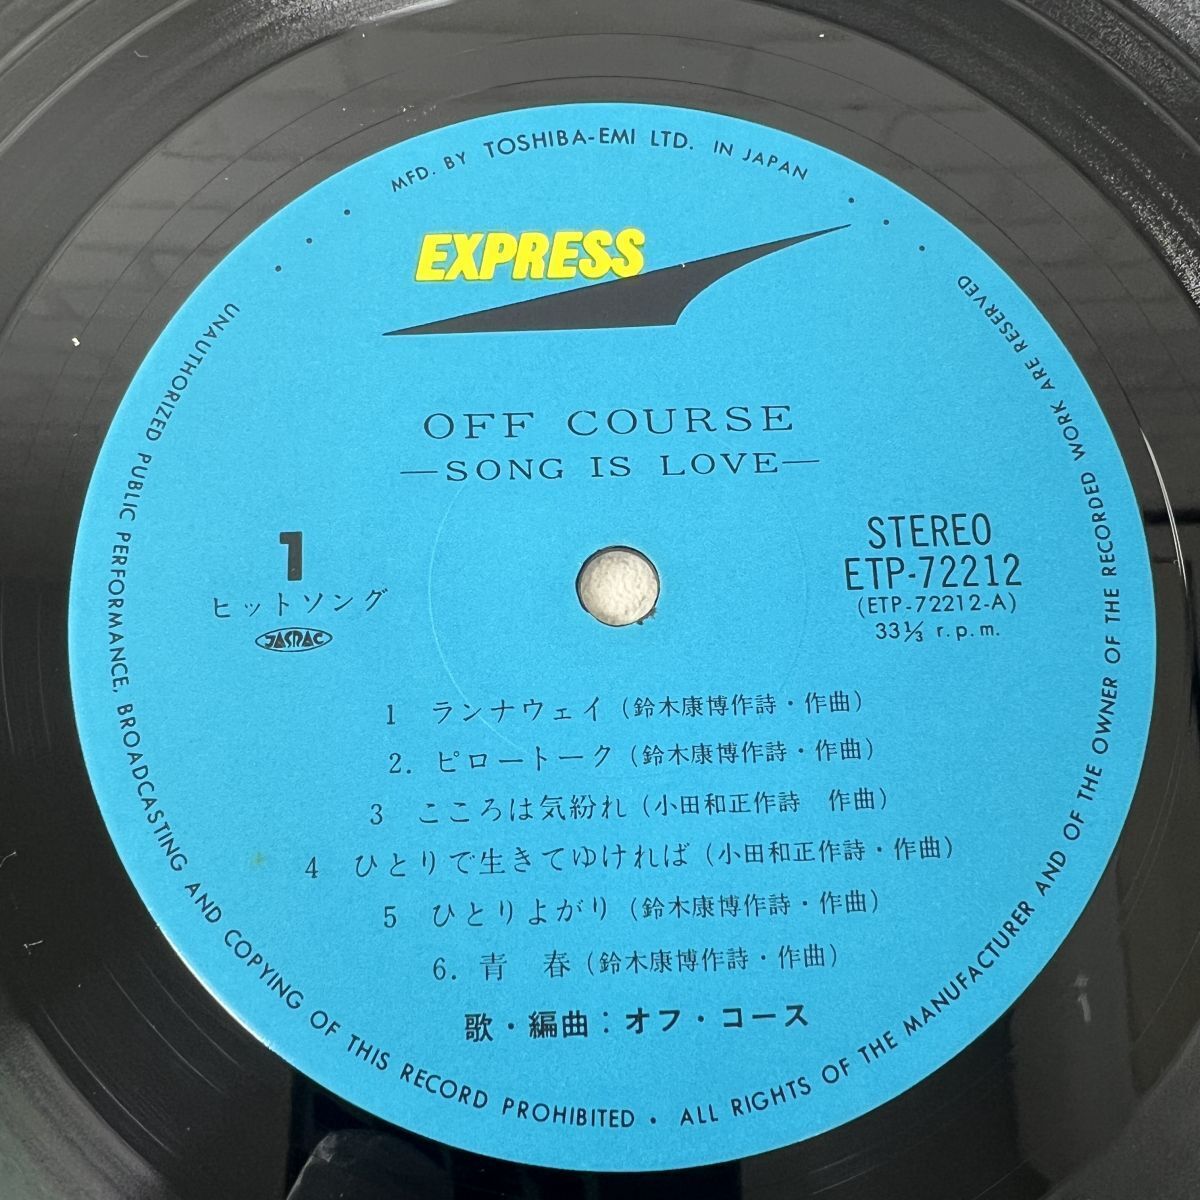 MFD. BY TOSHIBA-EMI LTD. IN JAPAN
EXPRESS
OFF COURSE
—SONG IS LOVE—
1
ヒットソング
JASRAC
STEREO
ETP-72212
(ETP-72212-A)
33⅓ r.p.m.
1 ランナウェイ(鈴木康博作詩・作曲)
2. ピロートーク(鈴木康博作詩・作曲)
3 こころは気紛れ(小田和正作詩 作曲)
4 ひとりで生きてゆければ(小田和正作詩・作曲)
5 ひとりよがり(鈴木康博作詩・作曲)
6. 青 春(鈴木康博作詩・作曲)
歌・編曲:オフ・コース
UNAUTHORIZED PUBLIC PERFORMANCE, BROADCASTING AND COPYING OF THIS RECORD PROHIBITED • ALL RIGHTS OF THE MANUFACTURER AND OF THE OWNER OF THE RECORDED WORK ARE RESERVED